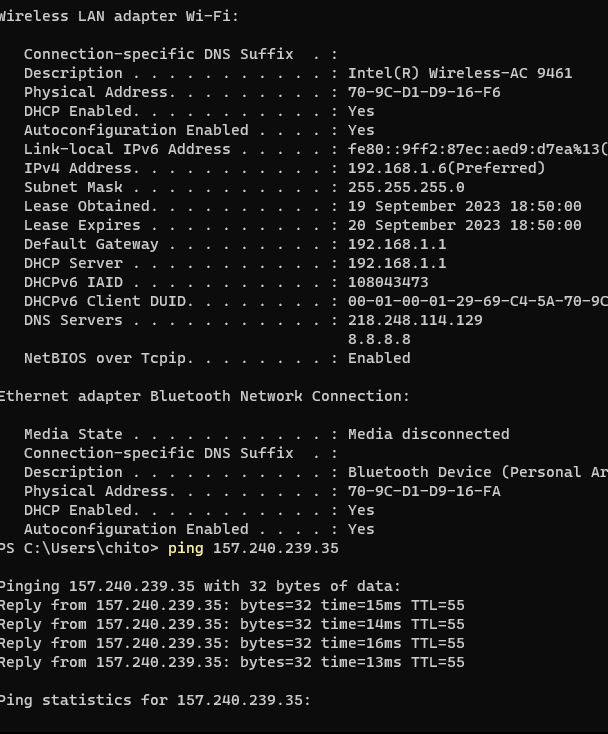 Wireless LAN adapter Wi-Fi:
Connection-specific DNS Suffix . :
Description . . . . . . . . . . . : Intel(R) Wireless-AC 9461
Physical Address. . . . . . . . . : 70-9C-D1-D9-16-F6
DHCP Enabled. . . . . . . . . . . : Yes
Autoconfiguration Enabled . . . . : Yes
Link-local IPv6 Address . . . . . : fe80::9ff2:87ec:aed9:d7ea%13(
IPv4 Address. . . . . . . . . . . : 192.168.1.6(Preferred)
Subnet Mask . . . . . . . . . . . : 255.255.255.0
Lease Obtained. . . . . . . . . . : 19 September 2023 18:50:00
Lease Expires . . . . . . . . . . : 20 September 2023 18:50:00
Default Gateway . . . . . . . . . : 192.168.1.1
DHCP Server . . . . . . . . . . . : 192.168.1.1
DHCPv6 IAID . . . . . . . . . . . : 108043473
DHCPv6 Client DUID. . . . . . . . : 00-01-00-01-29-69-C4-5A-70-9C
DNS Servers . . . . . . . . . . . : 218.248.114.129
8.8.8.8
NetBIOS over Tcpip. . . . . . . . : Enabled
Ethernet adapter Bluetooth Network Connection:
Media State . . . . . . . . . . . : Media disconnected
Connection-specific DNS Suffix . :
Description . . . . . . . . . . . : Bluetooth Device (Personal Ar
Physical Address. . . . . . . . . : 70-9C-D1-D9-16-FA
DHCP Enabled. . . . . . . . . . . : Yes
Autoconfiguration Enabled . . . . : Yes
PS C:\Users\chito> ping 157.240.239.35
Pinging 157.240.239.35 with 32 bytes of data:
Reply from 157.240.239.35: bytes=32 time=15ms TTL=55
Reply from 157.240.239.35: bytes=32 time=14ms TTL=55
Reply from 157.240.239.35: bytes=32 time=16ms TTL=55
Reply from 157.240.239.35: bytes=32 time=13ms TTL=55
Ping statistics for 157.240.239.35: